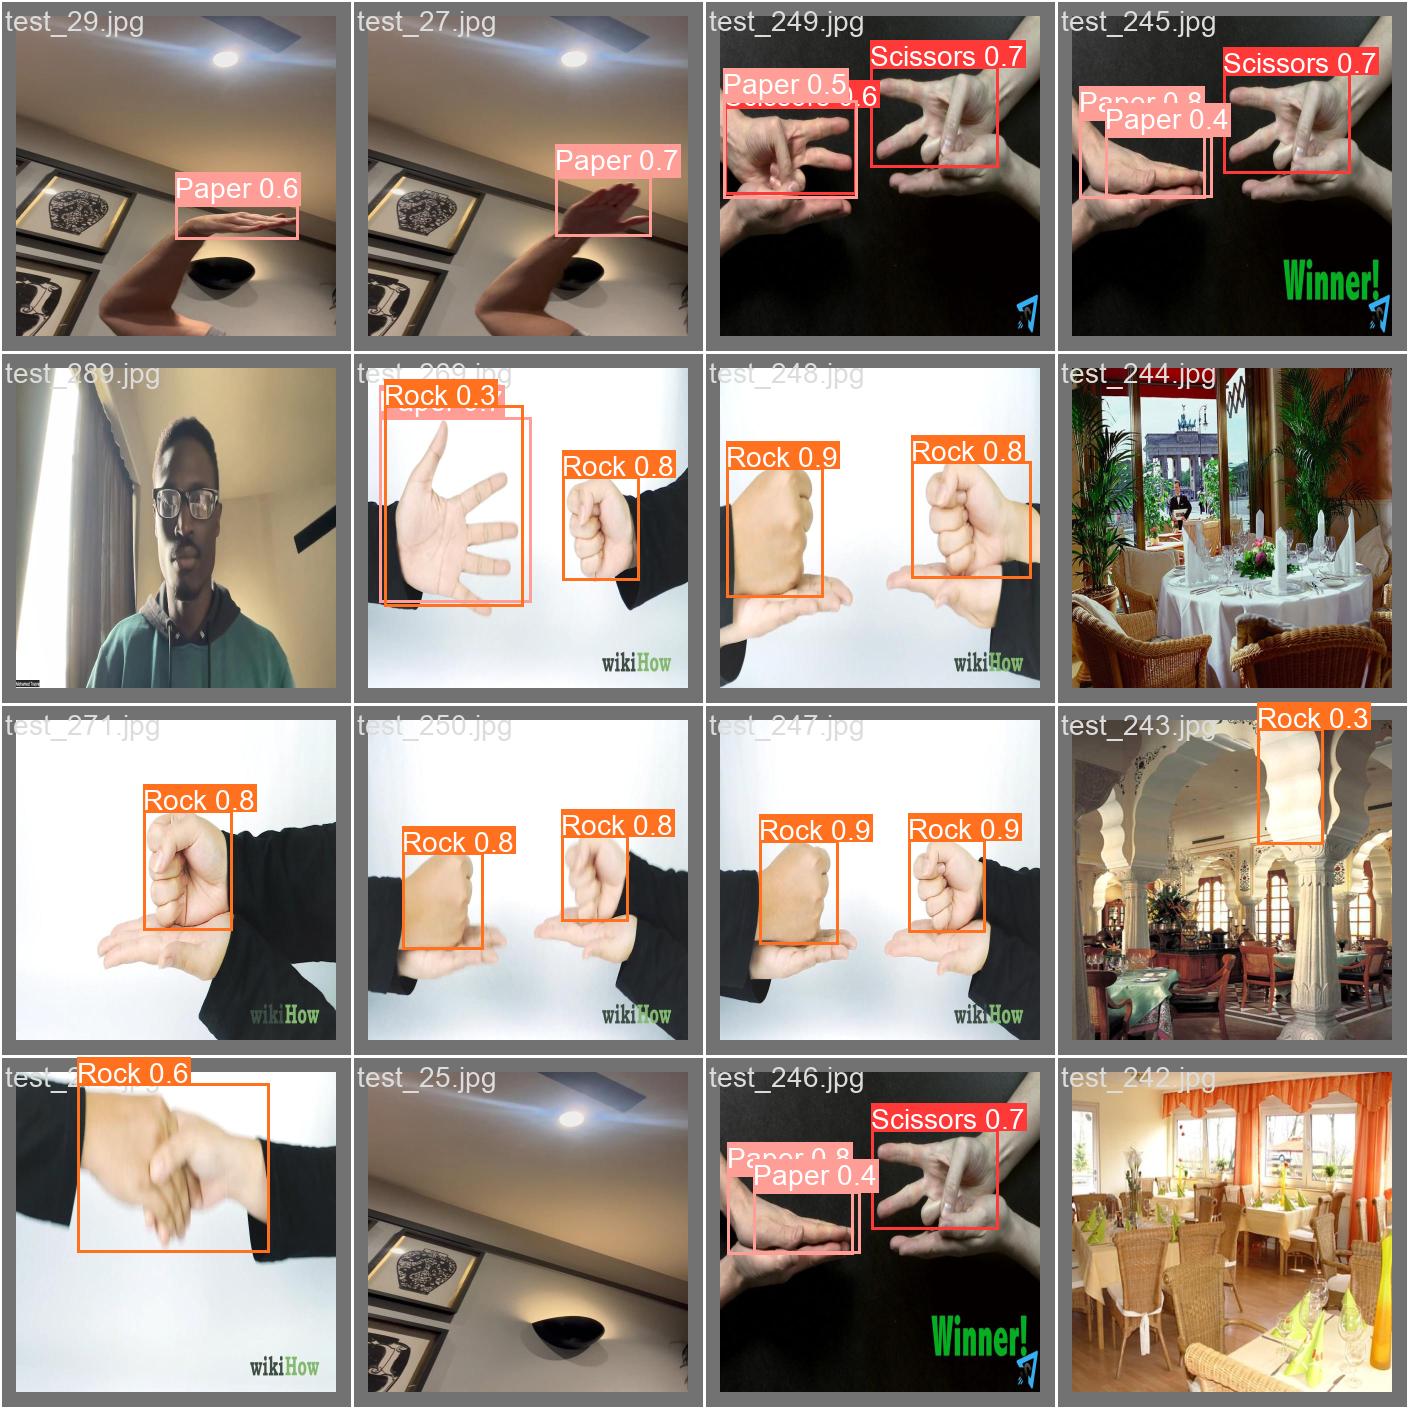 test_29.jpg
Paper 0.6
test_27.jpg
Paper 0.7
test_249.jpg
Paper 0.5
Scissors 0.6
Scissors 0.7
test_245.jpg
Paper 0.8
Paper 0.4
Scissors 0.7
Winner!
test_289.jpg
test_269.jpg
Rock 0.3
Rock 0.8
wikiHow
test_248.jpg
Rock 0.9
Rock 0.8
wikiHow
test_244.jpg
test_271.jpg
Rock 0.8
wikiHow
test_250.jpg
Rock 0.8
Rock 0.8
wikiHow
test_247.jpg
Rock 0.9
Rock 0.9
wikiHow
test_243.jpg
Rock 0.3
Rock 0.6
wikiHow
test_25.jpg
test_246.jpg
Paper 0.8
Paper 0.4
Scissors 0.7
Winner!
test_242.jpg